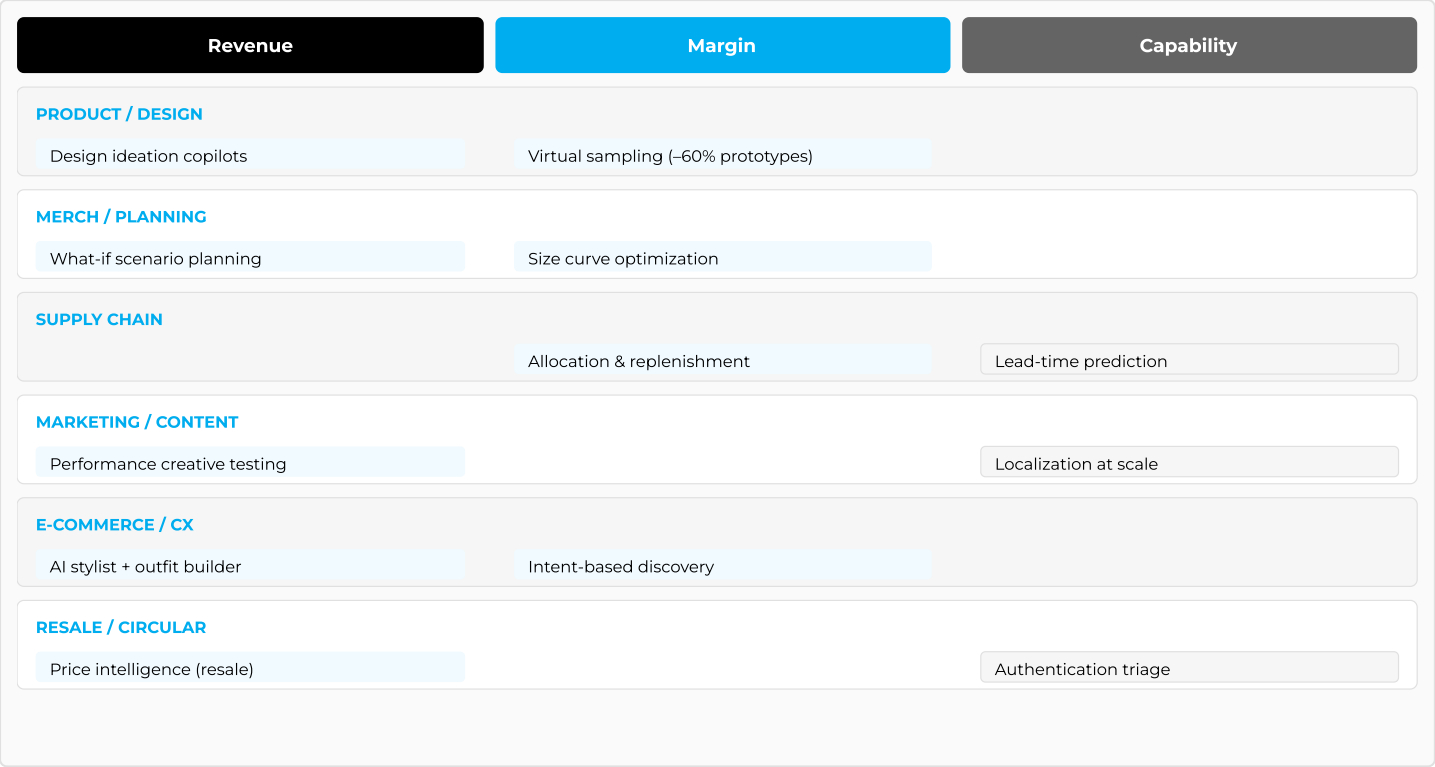 Revenue
Margin
Capability
PRODUCT / DESIGN
Design ideation copilots
Virtual sampling (–60% prototypes)
MERCH / PLANNING
What-if scenario planning
Size curve optimization
SUPPLY CHAIN
Allocation & replenishment
Lead-time prediction
MARKETING / CONTENT
Performance creative testing
Localization at scale
E-COMMERCE / CX
AI stylist + outfit builder
Intent-based discovery
RESALE / CIRCULAR
Price intelligence (resale)
Authentication triage